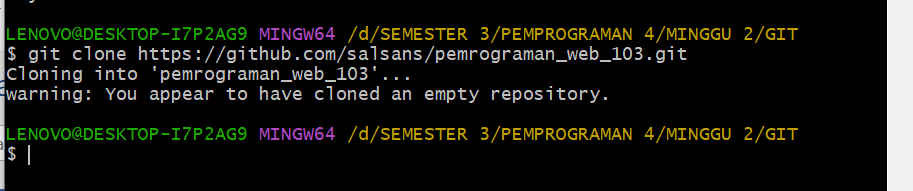 LENOVO@DESKTOP-I7P2AG9 MINGW64 /d/SEMESTER 3/PEMPROGRAMAN 4/MINGGU 2/GIT
$ git clone https://github.com/salsans/pemrograman_web_103.git
Cloning into 'pemrograman_web_103'...
warning: You appear to have cloned an empty repository.
LENOVO@DESKTOP-I7P2AG9 MINGW64 /d/SEMESTER 3/PEMPROGRAMAN 4/MINGGU 2/GIT
$